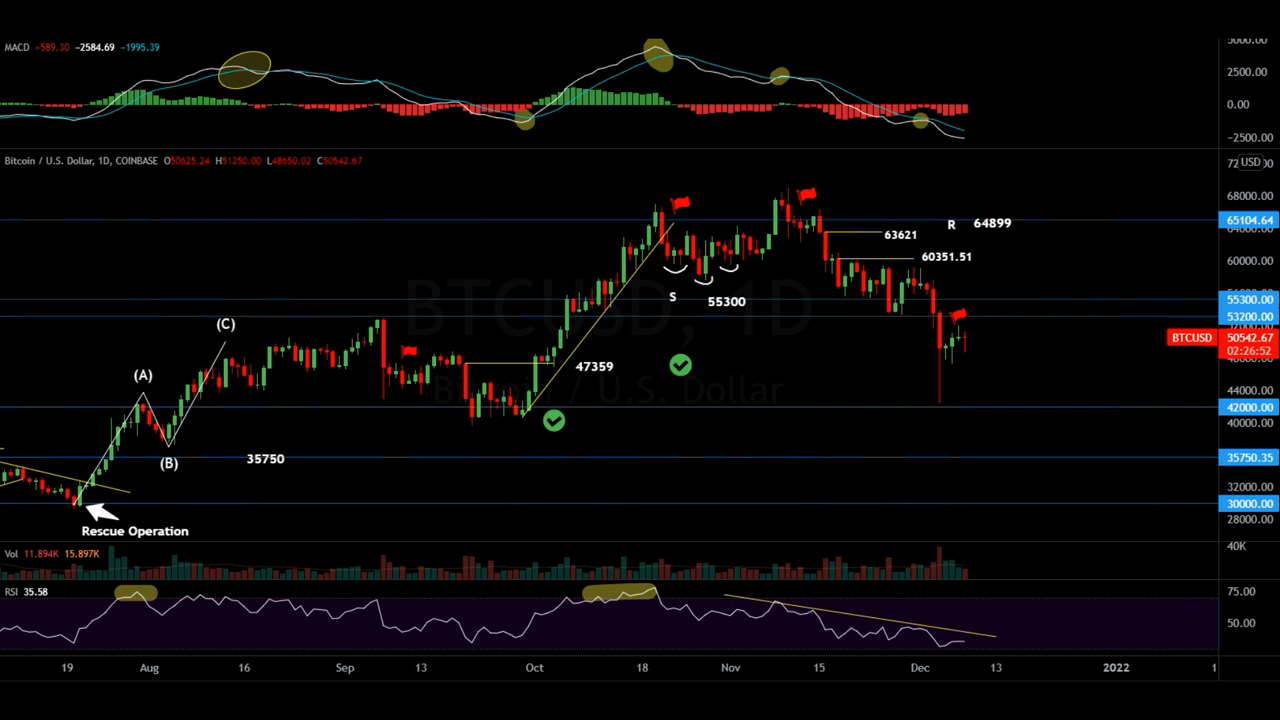 MACD -589.30 -2584.69 -1995.39
5000.00
2500.00
0.00
-2500.00
Bitcoin / U.S. Dollar, 1D, COINBASE O50625.24 H51250.00 L48650.02 C50542.67
USD
68000.00
65104.64
64000.00
R 64899
63621
60351.51
60000.00
S
55300
55300.00
53200.00
BTCUSD, 1D
Bitcoin / U.S. Dollar
BTCUSD 50542.67
02:26:52
(C)
(A)
47359
44000.00
42000.00
40000.00
(B)
35750
35750.35
32000.00
30000.00
28000.00
Rescue Operation
Vol 11.894K 15.897K
40K
RSI 35.58
75.00
50.00
19 Aug 16 Sep 13 Oct 18 Nov 15 Dec 13 2022